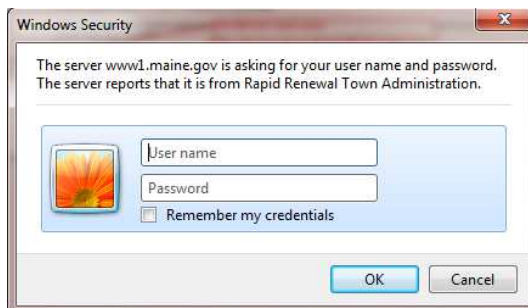 Windows Security
The server www1.maine.gov is asking for your user name and password.
The server reports that it is from Rapid Renewal Town Administration.
User name
Password
Remember my credentials
OK
Cancel